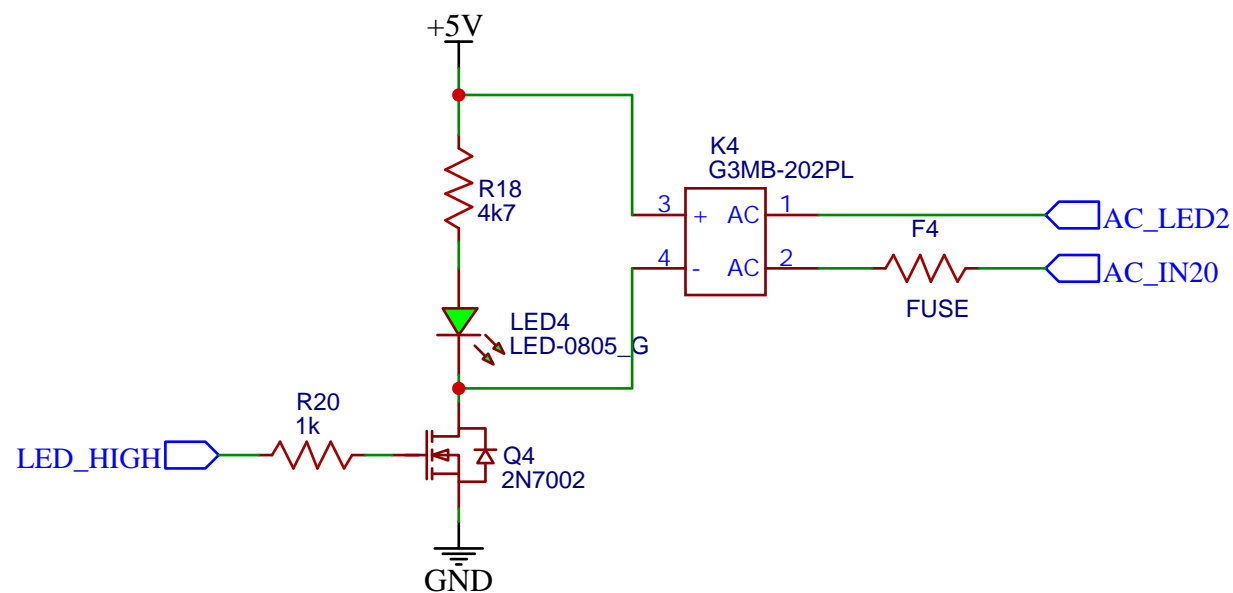 +5V
K4
G3MB-202PL
R18
4k7
3
+
AC
1
AC_LED2
F4
4
-
AC
2
AC_IN20
FUSE
LED4
LED-0805_G
R20
1k
LED_HIGH
Q4
2N7002
GND